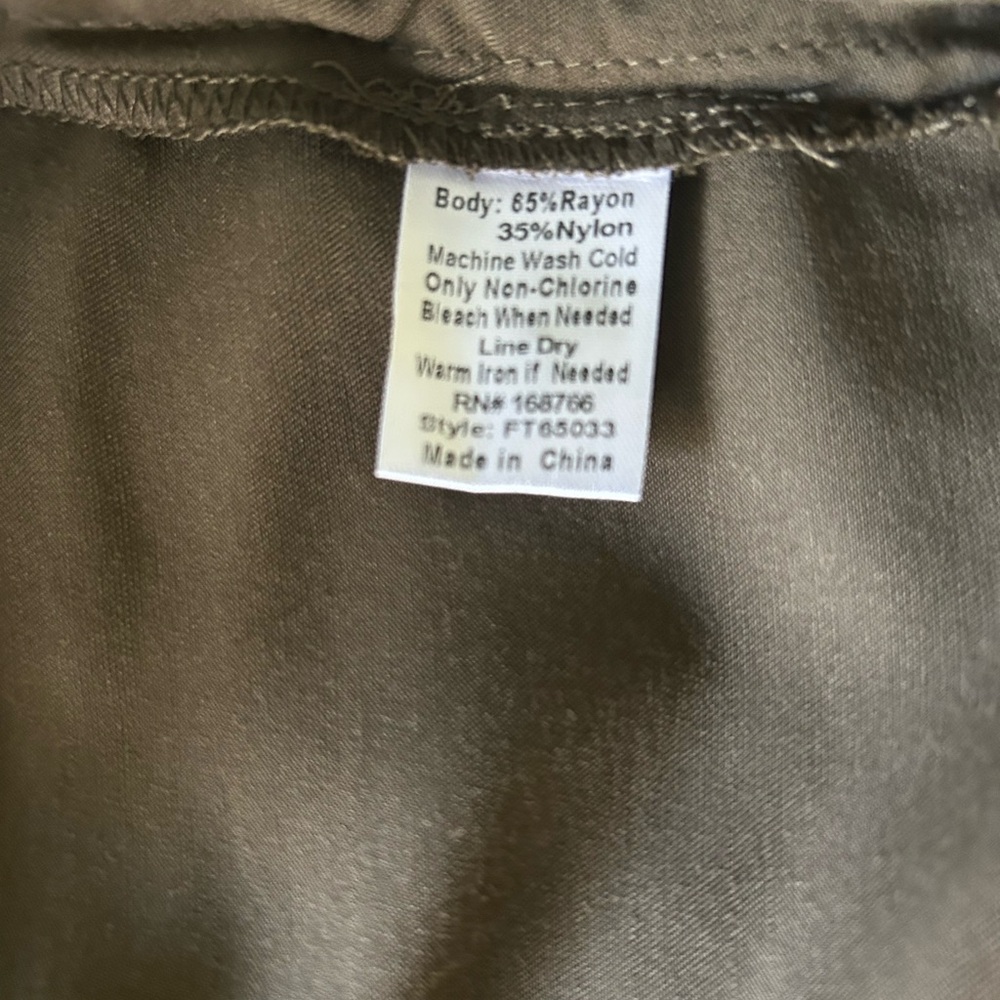 Body: 65%Rayon
35%Nylon
Machine Wash Cold
Only Non-Chlorine
Bleach When Needed
Line Dry
Warm Iron if Needed
RN# 168766
Style: FT65033
Made in China